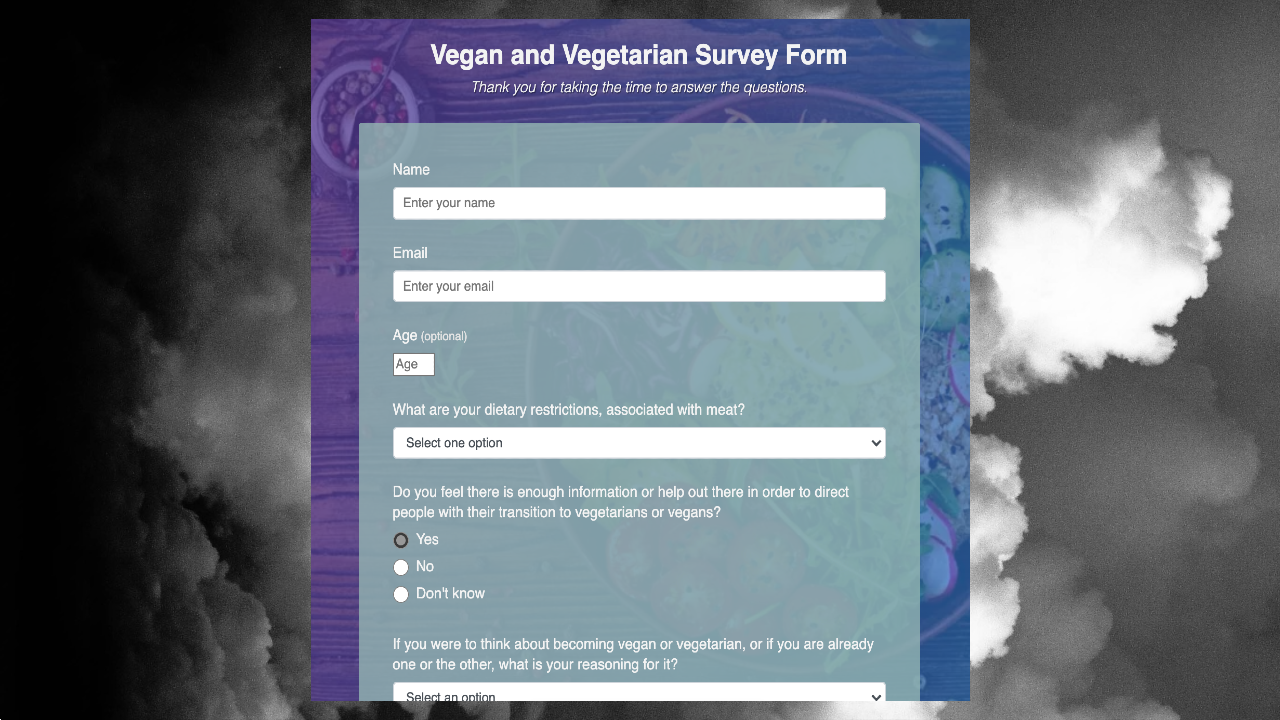 Vegan and Vegetarian Survey Form
Thank you for taking the time to answer the questions.
Name
Enter your name
Email
Enter your email
Age (optional)
Age
What are your dietary restrictions, associated with meat?
Select one option
Do you feel there is enough information or help out there in order to direct
people with their transition to vegetarians or vegans?
Yes
No
Don't know
If you were to think about becoming vegan or vegetarian, or if you are already
one or the other, what is your reasoning for it?
Select an option